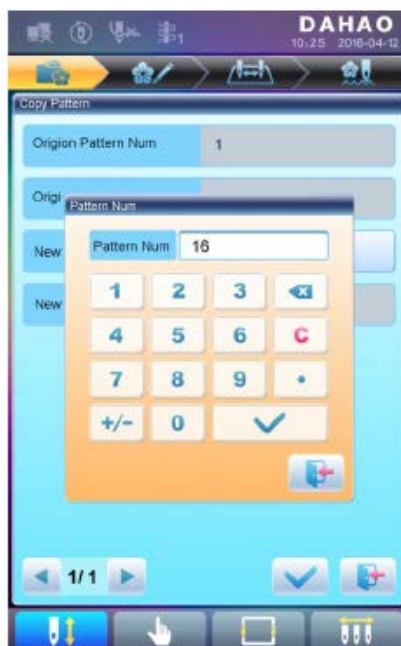 DAHAO
1
10:25 2016-04-12
Copy Pattern
Origion Pattern Num 1
Origi
Pattern Num
New
Pattern Num 16
New
1 2 3
4 5 6 C
7 8 9 •
+/- 0
1/1